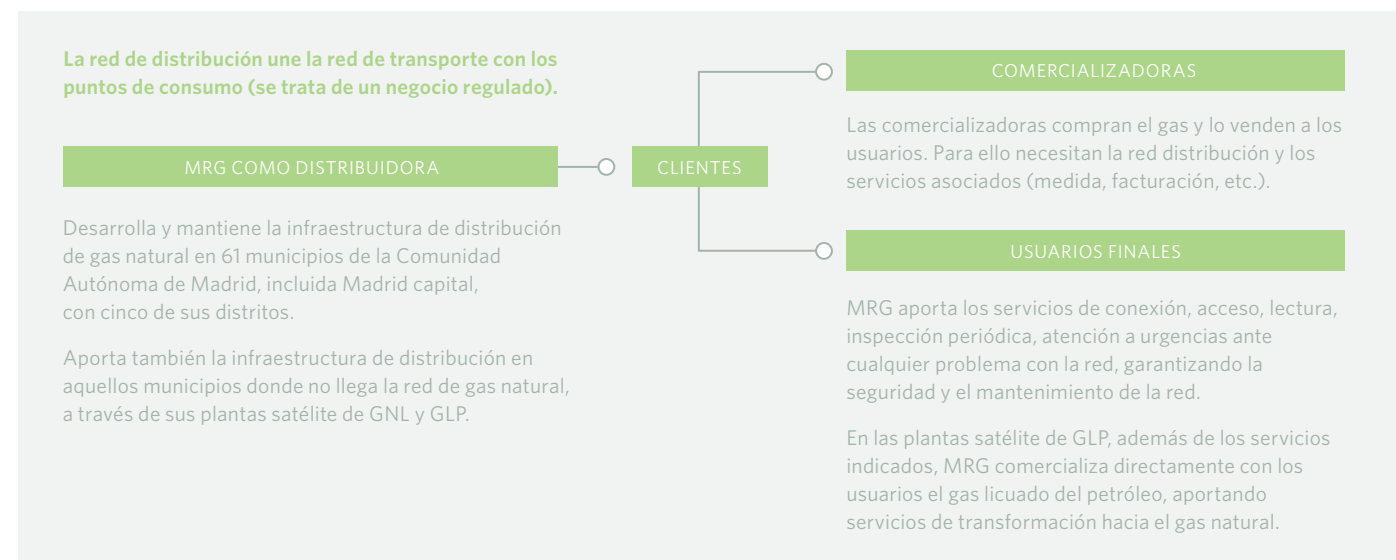 La red de distribución une la red de transporte con los
puntos de consumo (se trata de un negocio regulado).
MRG COMO DISTRIBUIDORA
Desarrolla y mantiene la infraestructura de distribución
de gas natural en 61 municipios de la Comunidad
Autónoma de Madrid, incluida Madrid capital,
con cinco de sus distritos.
Aporta también la infraestructura de distribución en
aquellos municipios donde no llega la red de gas natural,
a través de sus plantas satélite de GNL y GLP.
CLIENTES
COMERCIALIZADORAS
Las comercializadoras compran el gas y lo venden a los
usuarios. Para ello necesitan la red distribución y los
servicios asociados (medida, facturación, etc.).
USUARIOS FINALES
MRG aporta los servicios de conexión, acceso, lectura,
inspección periódica, atención a urgencias ante
cualquier problema con la red, garantizando la
seguridad y el mantenimiento de la red.
En las plantas satélite de GLP, además de los servicios
indicados, MRG comercializa directamente con los
usuarios el gas licuado del petróleo, aportando
servicios de transformación hacia el gas natural.